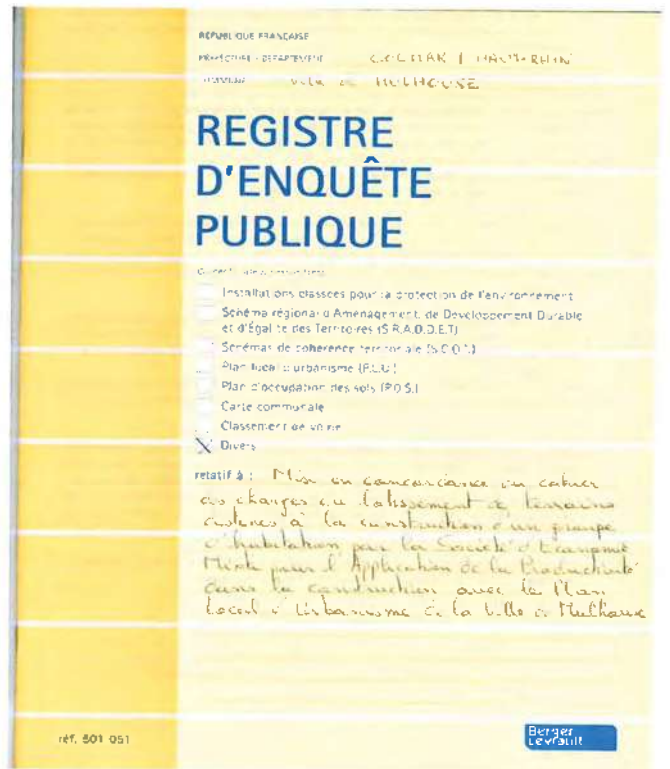 RÉPUBLIQUE FRANÇAISE
PRÉFECTURE - DÉPARTEMENT COLMAR / HAUT-RHIN
COMMUNE Ville de MULHOUSE
REGISTRE
D'ENQUÊTE
PUBLIQUE
Installations classées pour la protection de l'environnement
Schéma régional d'Aménagement, de Développement Durable
et d'Égalité des Territoires (S.R.A.D.D.E.T)
Schémas de cohérence territoriale (S.C.O.T.)
Plan local d'urbanisme (P.L.U.)
Plan d'occupation des sols (P.O.S.)
Carte communale
Classement de voirie
X Divers
relatif à : Mise en concordance du cahier
des charges du lotissement de terrains
destinés à la construction d'un groupe
d'habitation par la Société d'Economie
Mixte pour l'Application de la Productivité
dans la construction avec le Plan
Local d'Urbanisme de la Ville de Mulhouse
réf. 501 051
Berger
Levrault